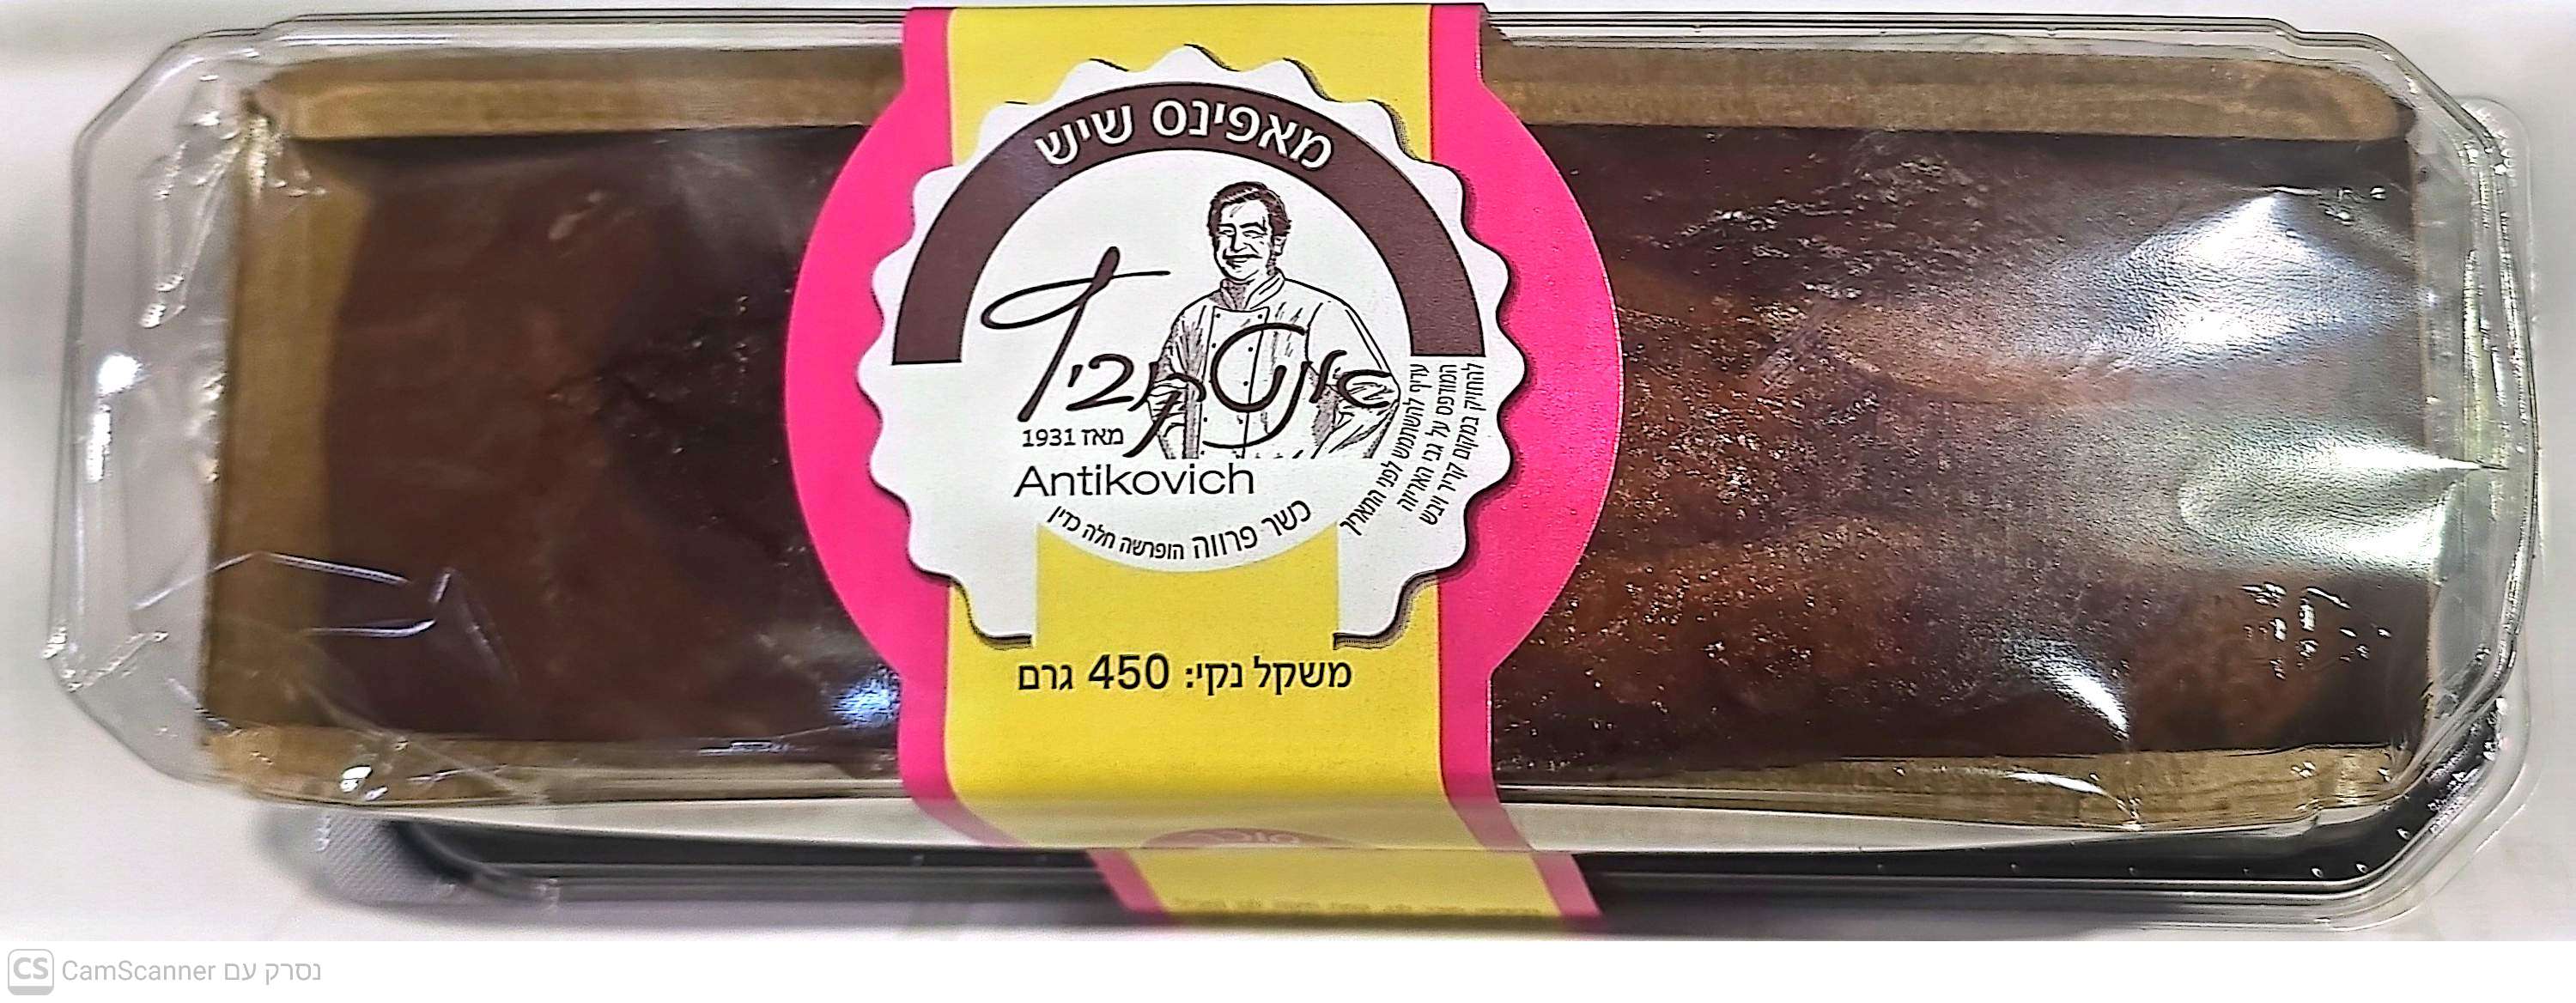 מאפינס שיש
אנטיקוביץ'
מאז 1931
Antikovich
כשר פרווה הופרשה חלה כדין
להחזיק במקום קריר ויבש
המודפס על גבי האריזה
עדיף להשתמש לפני התאריך
משקל נקי: 450 גרם
CS CamScanner נסרק עם